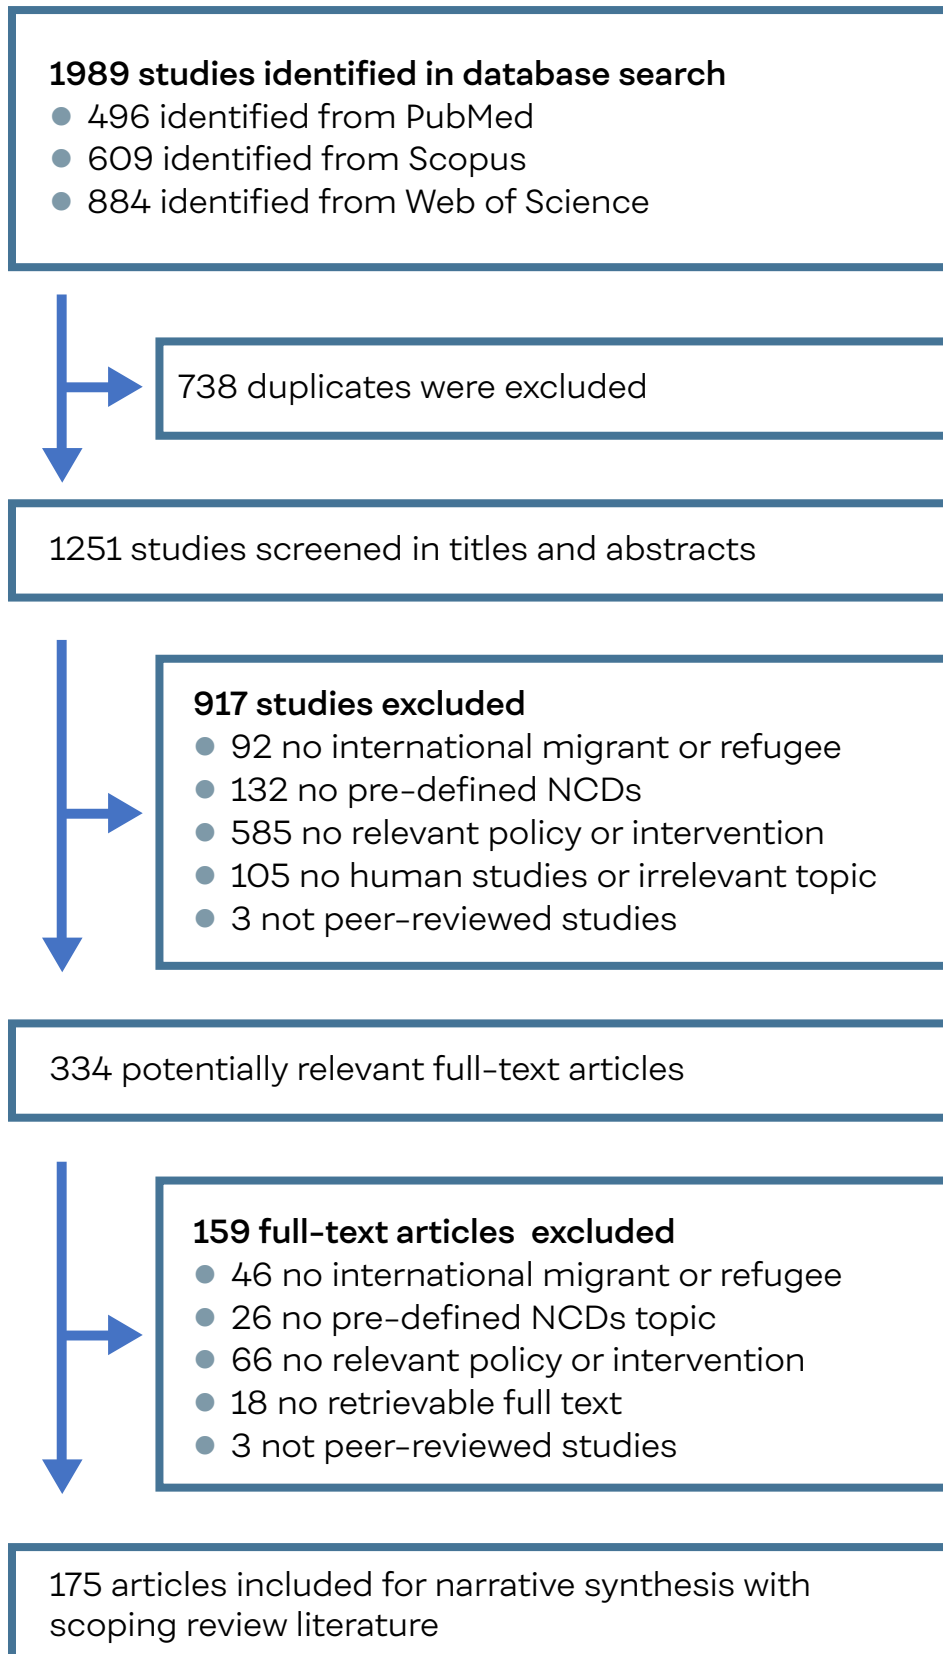 1989 studies identified in database search
● 496 identified from PubMed
● 609 identified from Scopus
● 884 identified from Web of Science
738 duplicates were excluded
1251 studies screened in titles and abstracts
917 studies excluded
● 92 no international migrant or refugee
● 132 no pre-defined NCDs
● 585 no relevant policy or intervention
● 105 no human studies or irrelevant topic
● 3 not peer-reviewed studies
334 potentially relevant full-text articles
159 full-text articles excluded
● 46 no international migrant or refugee
● 26 no pre-defined NCDs topic
● 66 no relevant policy or intervention
● 18 no retrievable full text
● 3 not peer-reviewed studies
175 articles included for narrative synthesis with
scoping review literature